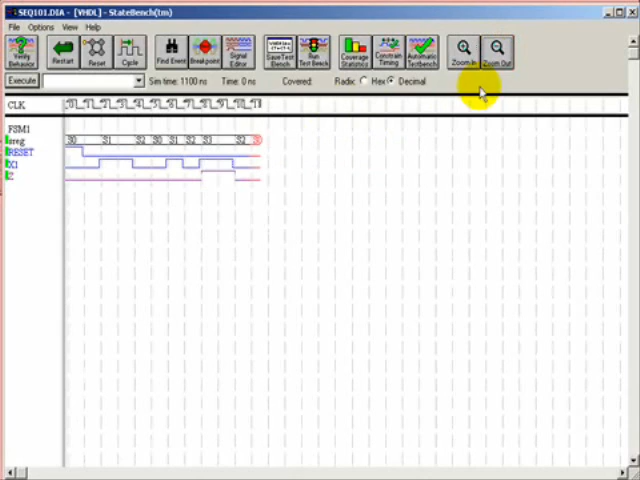 SEQ101.DIA - [VHDL] - StateBench(tm)
File Options View Help
Verify Behavior Restart Reset Cycle Find Event Breakpoint Signal Editor Save Test Bench Run Test Bench Coverage Statistics Constrain Timing Automatic Testbench Zoom In Zoom Out
Execute Sim time: 1100 ns Time: 0 ns Covered: Radix: Hex Decimal
CLK
FSM1
sreg S0 S1 S2 S0 S1 S2 S3 S2 S0
RESET
X1
Z